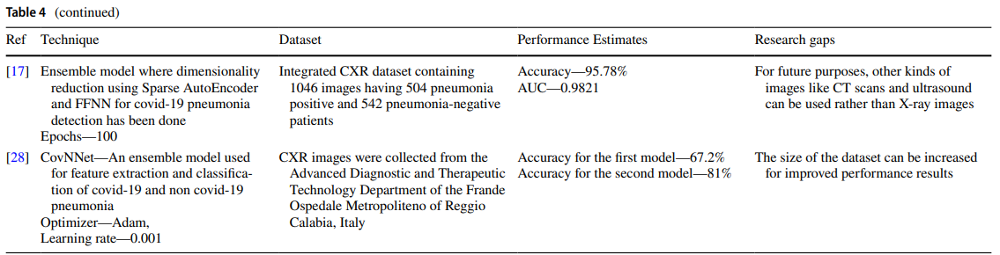 Table 4 (continued)
Ref Technique Dataset Performance Estimates Research gaps
[17] Ensemble model where dimensionality
reduction using Sparse AutoEncoder
and FFNN for covid-19 pneumonia
detection has been done
Epochs—100
Integrated CXR dataset containing
1046 images having 504 pneumonia
positive and 542 pneumonia-negative
patients
Accuracy—95.78%
AUC—0.9821
For future purposes, other kinds of
images like CT scans and ultrasound
can be used rather than X-ray images
[28] CovNNet—An ensemble model used
for feature extraction and classifica-
tion of covid-19 and non covid-19
pneumonia
Optimizer—Adam,
Learning rate—0.001
CXR images were collected from the
Advanced Diagnostic and Therapeutic
Technology Department of the Frande
Ospedale Metropoliteno of Reggio
Calabia, Italy
Accuracy for the first model—67.2%
Accuracy for the second model—81%
The size of the dataset can be increased
for improved performance results